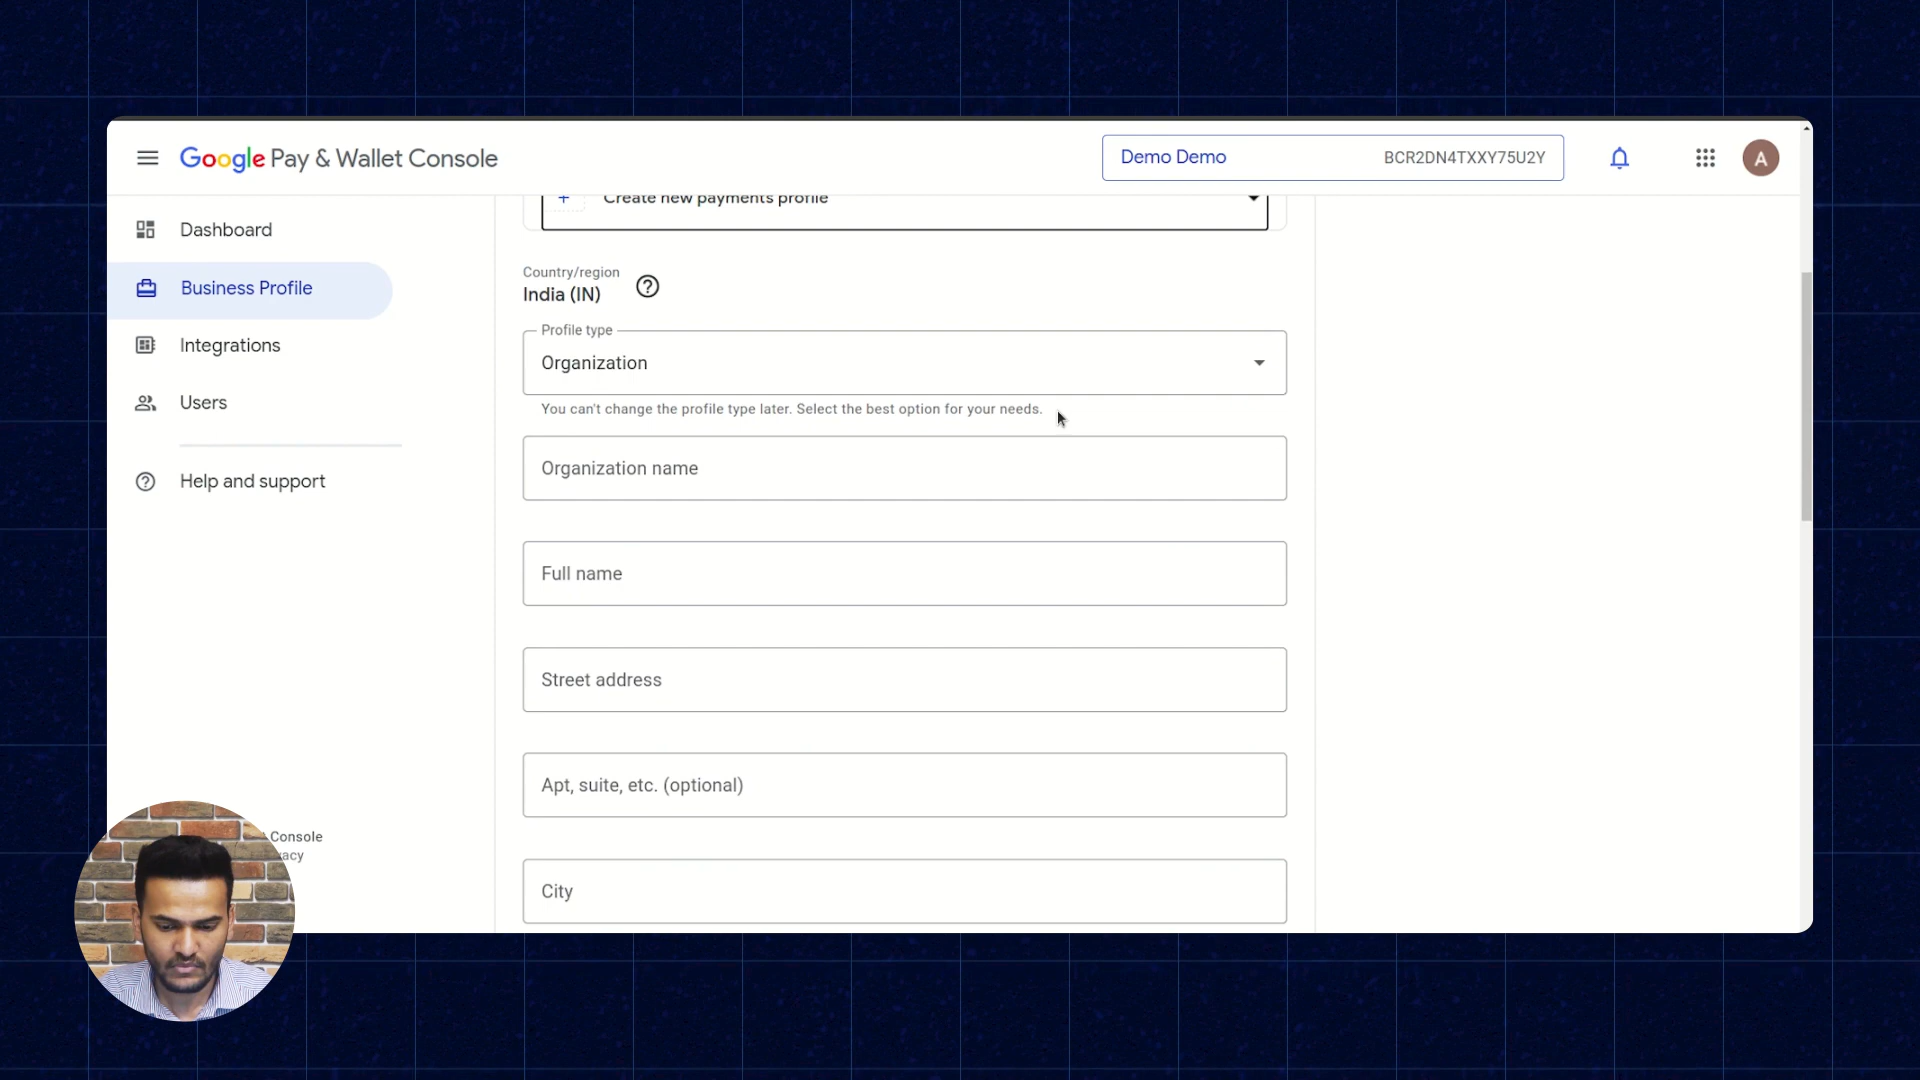 Google Pay & Wallet Console
Demo Demo
BCR2DN4TXXY75U2Y
A
Dashboard
Business Profile
Integrations
Users
Help and support
Console
+ Create new payments profile
Country/region
India (IN)
Profile type
Organization
You can't change the profile type later. Select the best option for your needs.
Organization name
Full name
Street address
Apt, suite, etc. (optional)
City